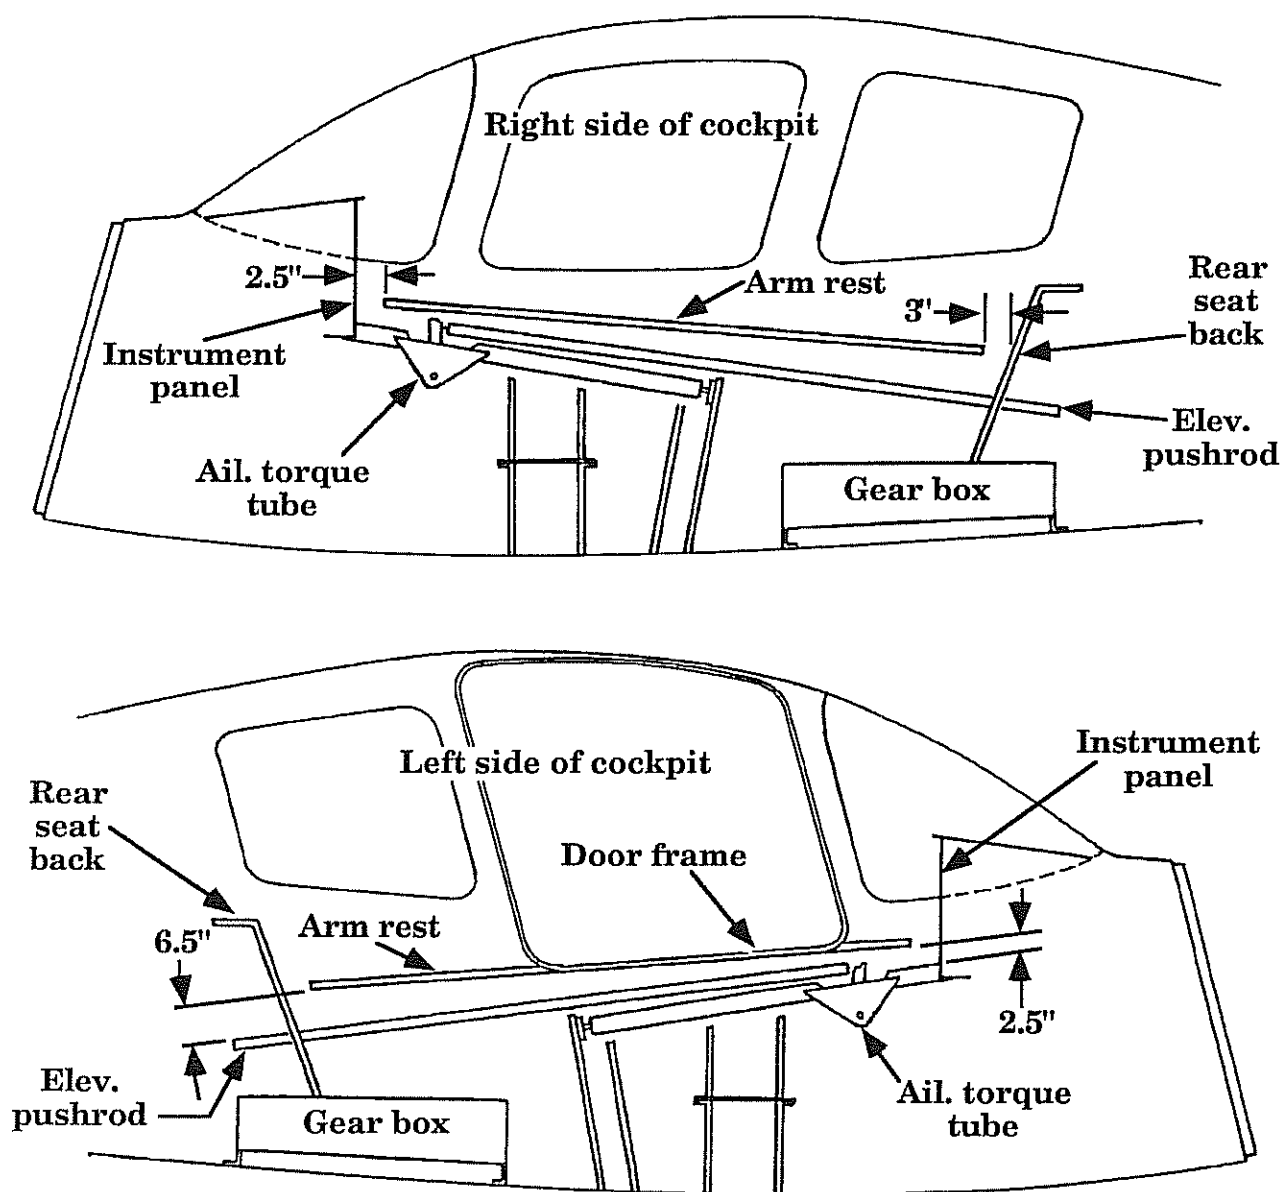 Right side of cockpit
2.5"
Arm rest
3"
Rear
seat
back
Instrument
panel
Elev.
pushrod
Ail. torque
tube
Gear box
Left side of cockpit
Instrument
panel
Rear
seat
back
Door frame
Arm rest
6.5"
2.5"
Elev.
pushrod
Gear box
Ail. torque
tube